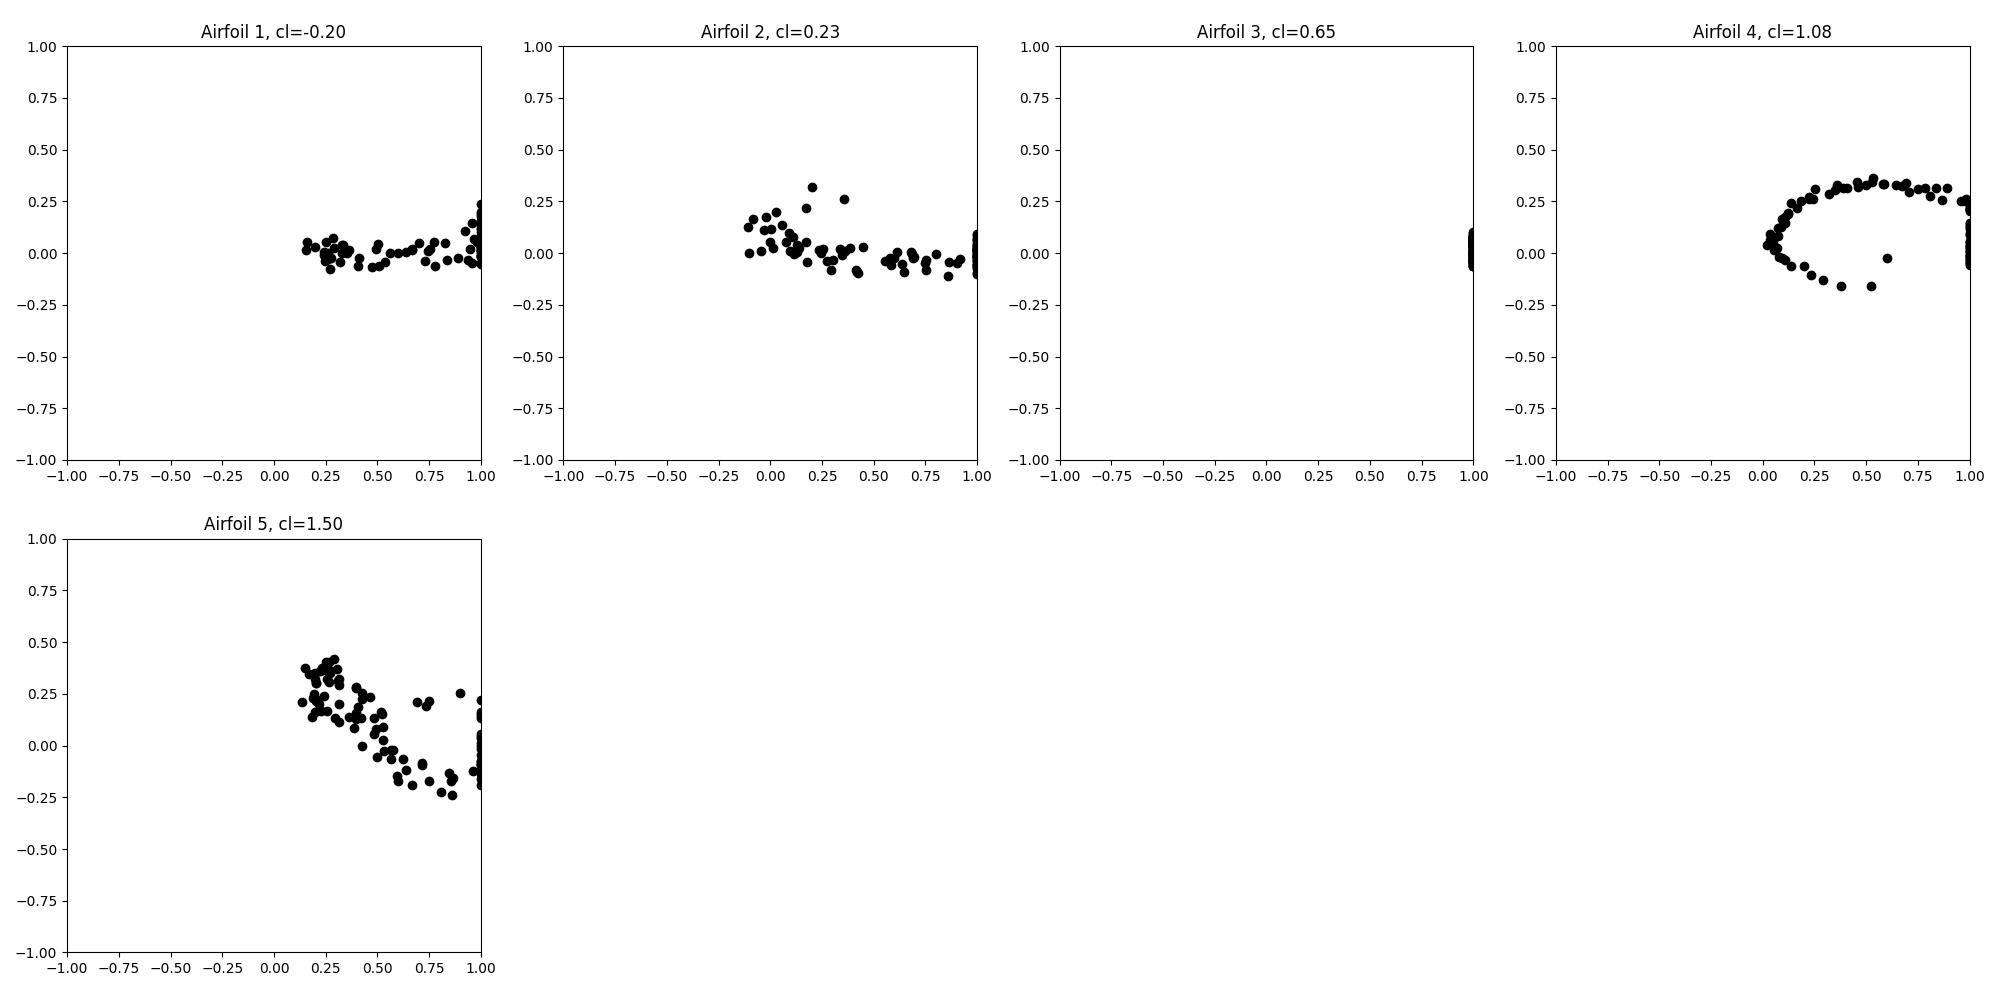 Airfoil 1, cl=-0.20
Airfoil 2, cl=0.23
Airfoil 3, cl=0.65
Airfoil 4, cl=1.08
1.00 1.00 1.00 1.00
0.75 0.75 0.75 0.75
0.50 0.50 0.50 0.50
0.25 0.25 0.25 0.25
0.00 0.00 0.00 0.00
−0.25 −0.25 −0.25 −0.25
−0.50 −0.50 −0.50 −0.50
−0.75 −0.75 −0.75 −0.75
−1.00 −1.00 −1.00 −1.00
−1.00 −0.75 −0.50 −0.25 0.00 0.25 0.50 0.75 1.00
−1.00 −0.75 −0.50 −0.25 0.00 0.25 0.50 0.75 1.00
−1.00 −0.75 −0.50 −0.25 0.00 0.25 0.50 0.75 1.00
−1.00 −0.75 −0.50 −0.25 0.00 0.25 0.50 0.75 1.00
Airfoil 5, cl=1.50
1.00
0.75
0.50
0.25
0.00
−0.25
−0.50
−0.75
−1.00
−1.00 −0.75 −0.50 −0.25 0.00 0.25 0.50 0.75 1.00